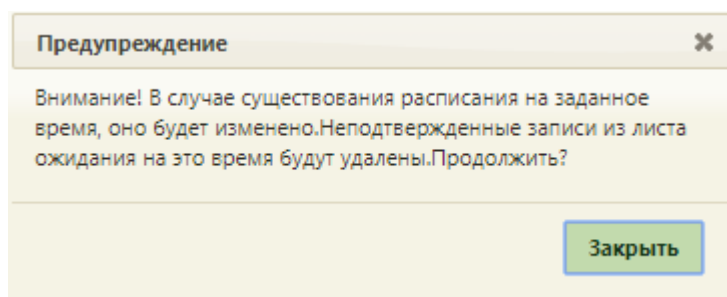 Предупреждение
Внимание! В случае существования расписания на заданное
время, оно будет изменено.Неподтвержденные записи из листа
ожидания на это время будут удалены.Продолжить?
Закрыть